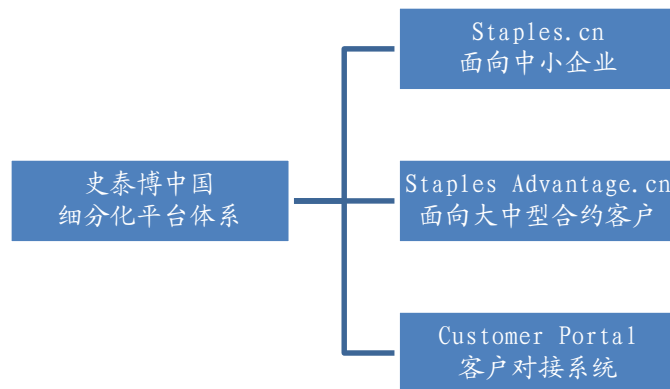 Staples.cn
面向中小企业
史泰博中国
细分化平台体系
Staples Advantage.cn
面向大中型合约客户
Customer Portal
客户对接系统